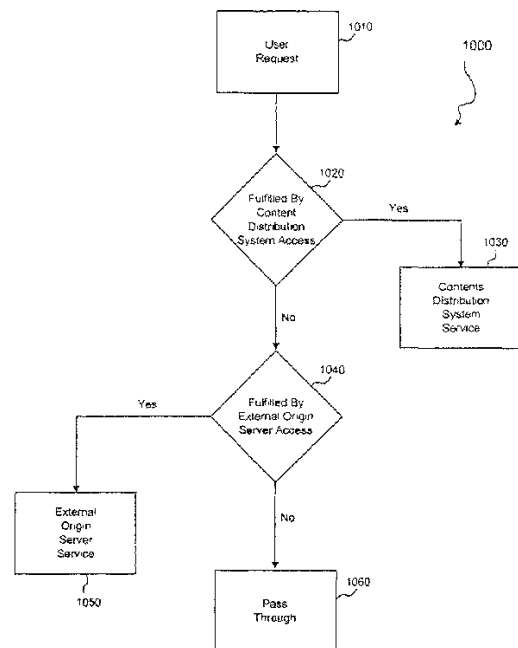 1010
User
Request
1000
1020
Fulfilled By
Content
Distribution
System Access
Yes
1030
Contents
Distribution
System
Service
No
1040
Fulfilled By
External Origin
Server Access
Yes
External
Origin
Server
Service
1050
No
1060
Pass
Through